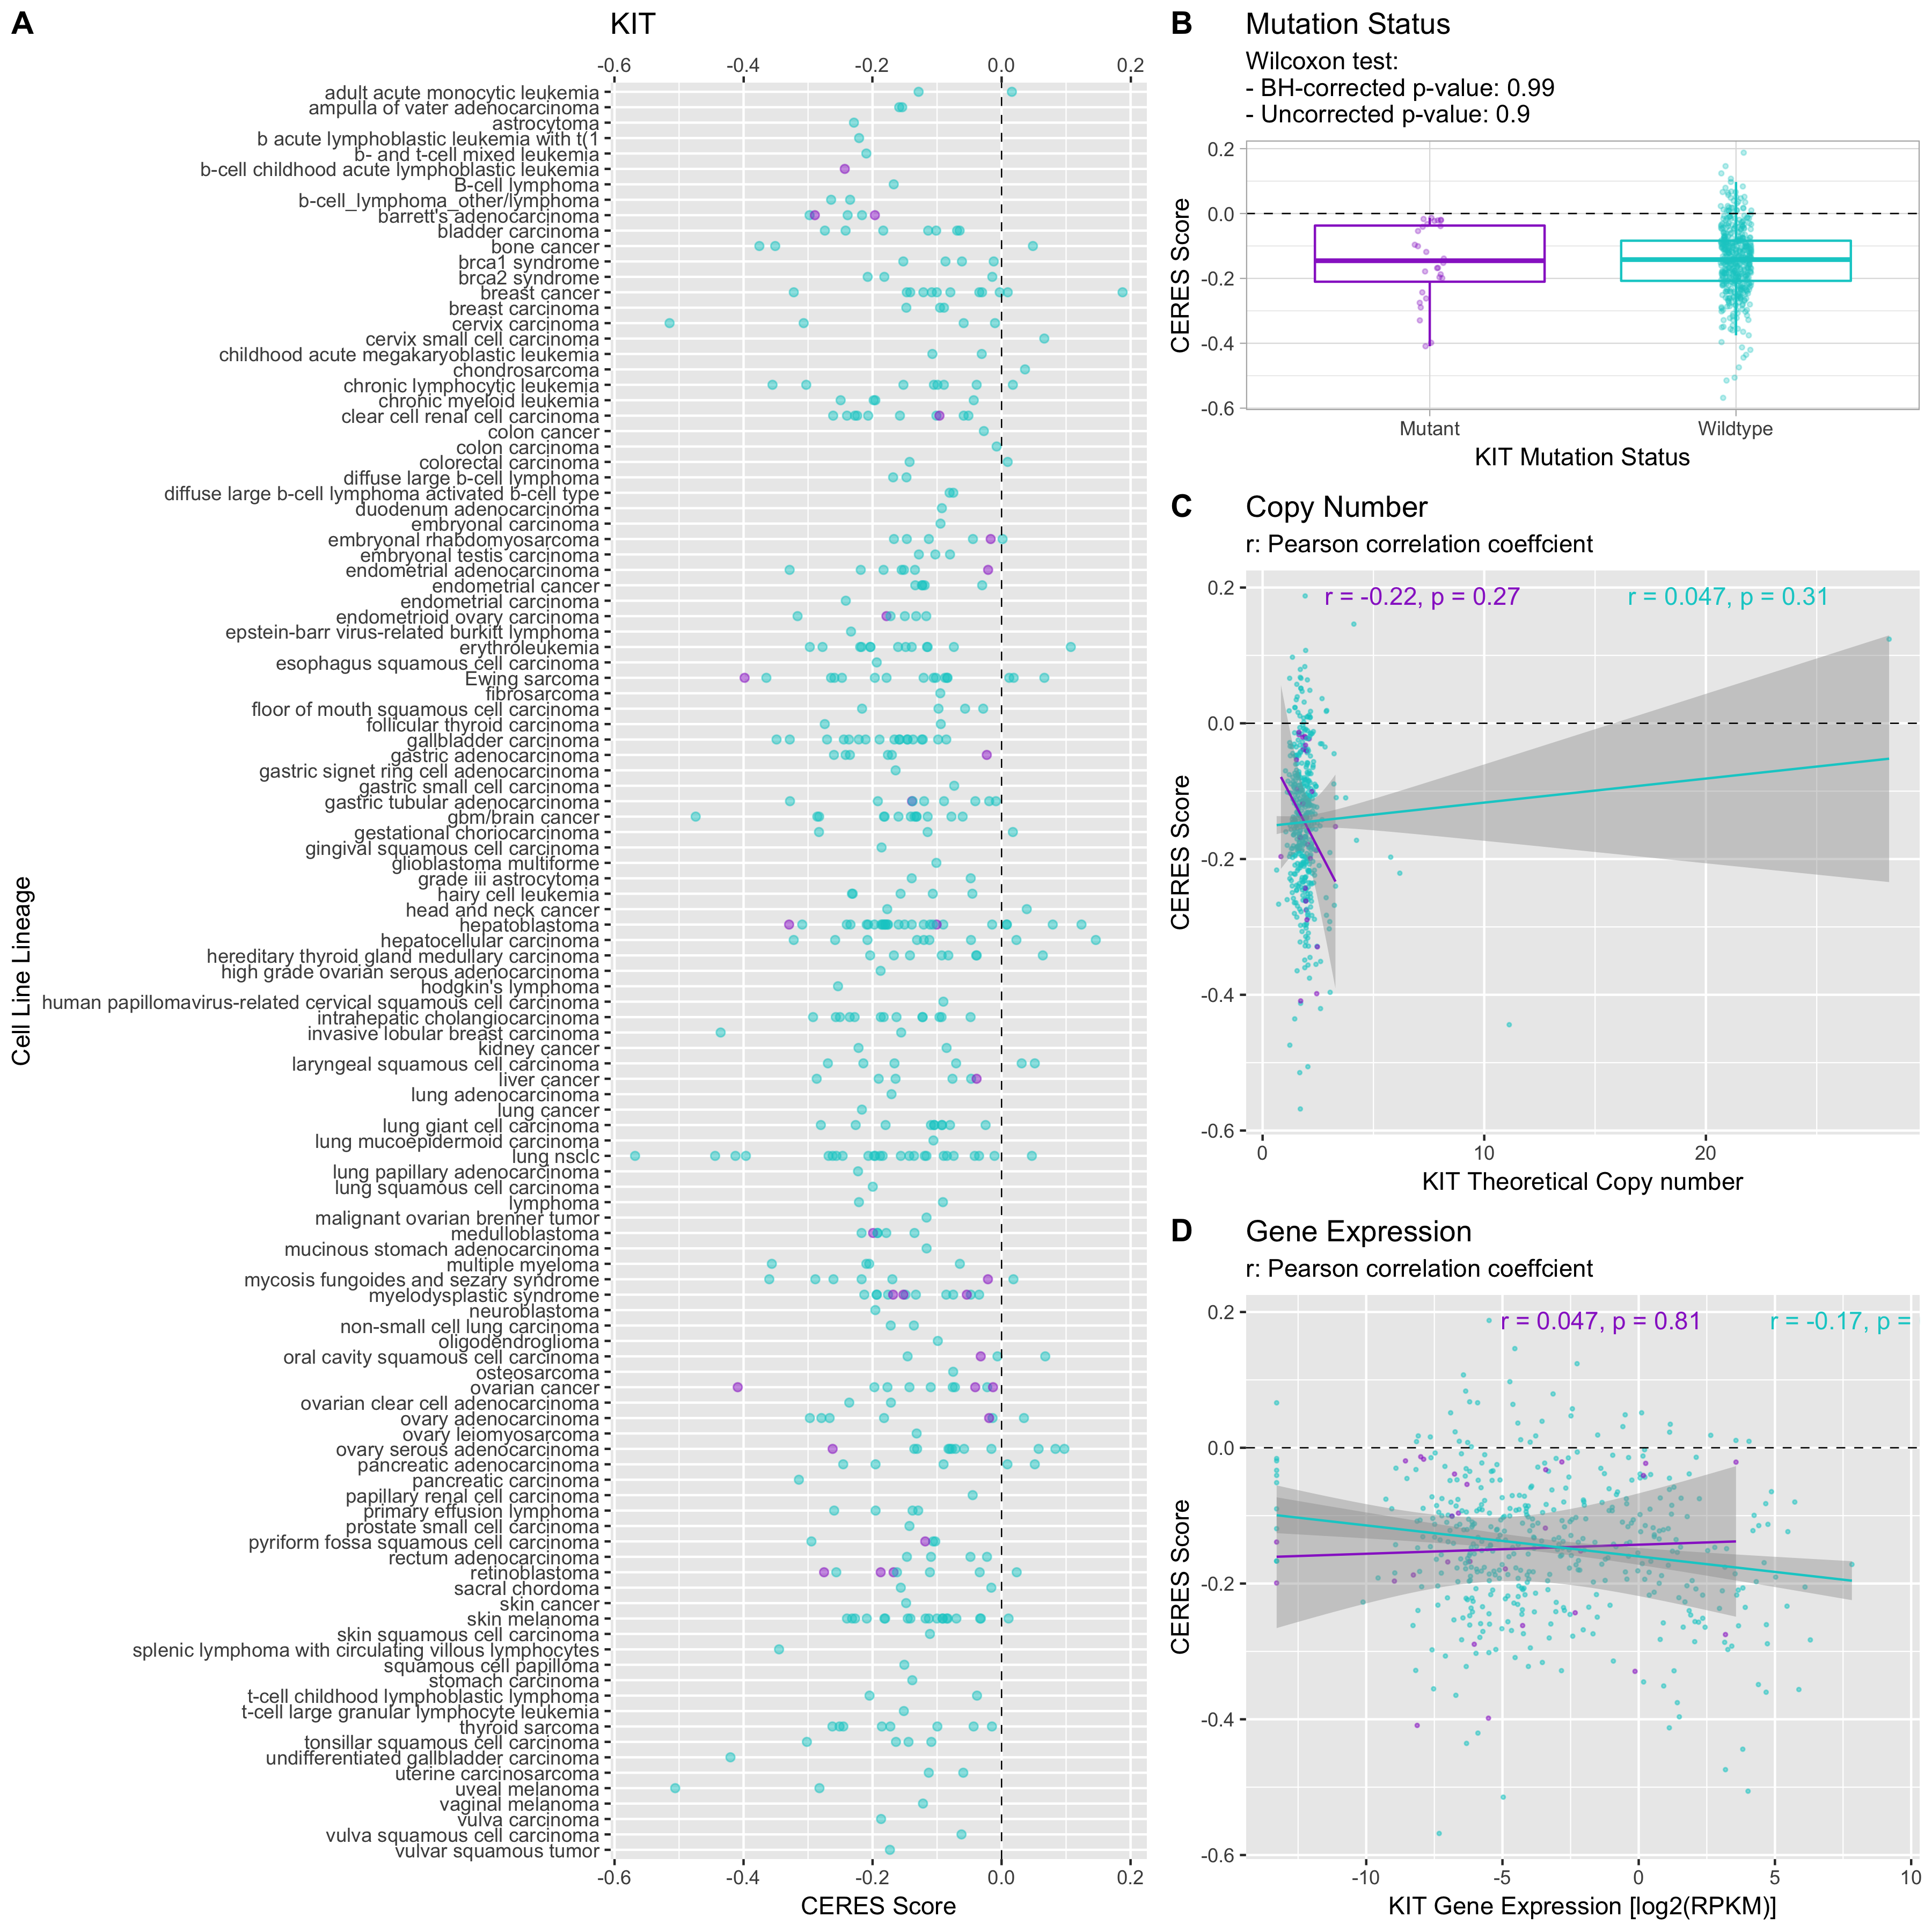 A
KIT
-0.6 -0.4 -0.2 0.0 0.2
Cell Line Lineage
adult acute monocytic leukemia
ampulla of vater adenocarcinoma
astrocytoma
b acute lymphoblastic leukemia with t(1
b- and t-cell mixed leukemia
b-cell childhood acute lymphoblastic leukemia
B-cell lymphoma
b-cell_lymphoma_other/lymphoma
barrett's adenocarcinoma
bladder carcinoma
bone cancer
brca1 syndrome
brca2 syndrome
breast cancer
breast carcinoma
cervix carcinoma
cervix small cell carcinoma
childhood acute megakaryoblastic leukemia
chondrosarcoma
chronic lymphocytic leukemia
chronic myeloid leukemia
clear cell renal cell carcinoma
colon cancer
colon carcinoma
colorectal carcinoma
diffuse large b-cell lymphoma
diffuse large b-cell lymphoma activated b-cell type
duodenum adenocarcinoma
embryonal carcinoma
embryonal rhabdomyosarcoma
embryonal testis carcinoma
endometrial adenocarcinoma
endometrial cancer
endometrial carcinoma
endometrioid ovary carcinoma
epstein-barr virus-related burkitt lymphoma
erythroleukemia
esophagus squamous cell carcinoma
Ewing sarcoma
fibrosarcoma
floor of mouth squamous cell carcinoma
follicular thyroid carcinoma
gallbladder carcinoma
gastric adenocarcinoma
gastric signet ring cell adenocarcinoma
gastric small cell carcinoma
gastric tubular adenocarcinoma
gbm/brain cancer
gestational choriocarcinoma
gingival squamous cell carcinoma
glioblastoma multiforme
grade iii astrocytoma
hairy cell leukemia
head and neck cancer
hepatoblastoma
hepatocellular carcinoma
hereditary thyroid gland medullary carcinoma
high grade ovarian serous adenocarcinoma
hodgkin's lymphoma
human papillomavirus-related cervical squamous cell carcinoma
intrahepatic cholangiocarcinoma
invasive lobular breast carcinoma
kidney cancer
laryngeal squamous cell carcinoma
liver cancer
lung adenocarcinoma
lung cancer
lung giant cell carcinoma
lung mucoepidermoid carcinoma
lung nsclc
lung papillary adenocarcinoma
lung squamous cell carcinoma
lymphoma
malignant ovarian brenner tumor
medulloblastoma
mucinous stomach adenocarcinoma
multiple myeloma
mycosis fungoides and sezary syndrome
myelodysplastic syndrome
neuroblastoma
non-small cell lung carcinoma
oligodendroglioma
oral cavity squamous cell carcinoma
osteosarcoma
ovarian cancer
ovarian clear cell adenocarcinoma
ovary adenocarcinoma
ovary leiomyosarcoma
ovary serous adenocarcinoma
pancreatic adenocarcinoma
pancreatic carcinoma
papillary renal cell carcinoma
primary effusion lymphoma
prostate small cell carcinoma
pyriform fossa squamous cell carcinoma
rectum adenocarcinoma
retinoblastoma
sacral chordoma
skin cancer
skin melanoma
skin squamous cell carcinoma
splenic lymphoma with circulating villous lymphocytes
squamous cell papilloma
stomach carcinoma
t-cell childhood lymphoblastic lymphoma
t-cell large granular lymphocyte leukemia
thyroid sarcoma
tonsillar squamous cell carcinoma
undifferentiated gallbladder carcinoma
uterine carcinosarcoma
uveal melanoma
vaginal melanoma
vulva carcinoma
vulva squamous cell carcinoma
vulvar squamous tumor
-0.6 -0.4 -0.2 0.0 0.2
CERES Score
B
Mutation Status
Wilcoxon test:
- BH-corrected p-value: 0.99
- Uncorrected p-value: 0.9
CERES Score
0.2
0.0
-0.2
-0.4
-0.6
Mutant Wildtype
KIT Mutation Status
C
Copy Number
r: Pearson correlation coeffcient
r = -0.22, p = 0.27 r = 0.047, p = 0.31
CERES Score
0.2
0.0
-0.2
-0.4
-0.6
0 10 20
KIT Theoretical Copy number
D
Gene Expression
r: Pearson correlation coeffcient
r = 0.047, p = 0.81 r = -0.17, p =
CERES Score
0.2
0.0
-0.2
-0.4
-0.6
-10 -5 0 5 10
KIT Gene Expression [log2(RPKM)]